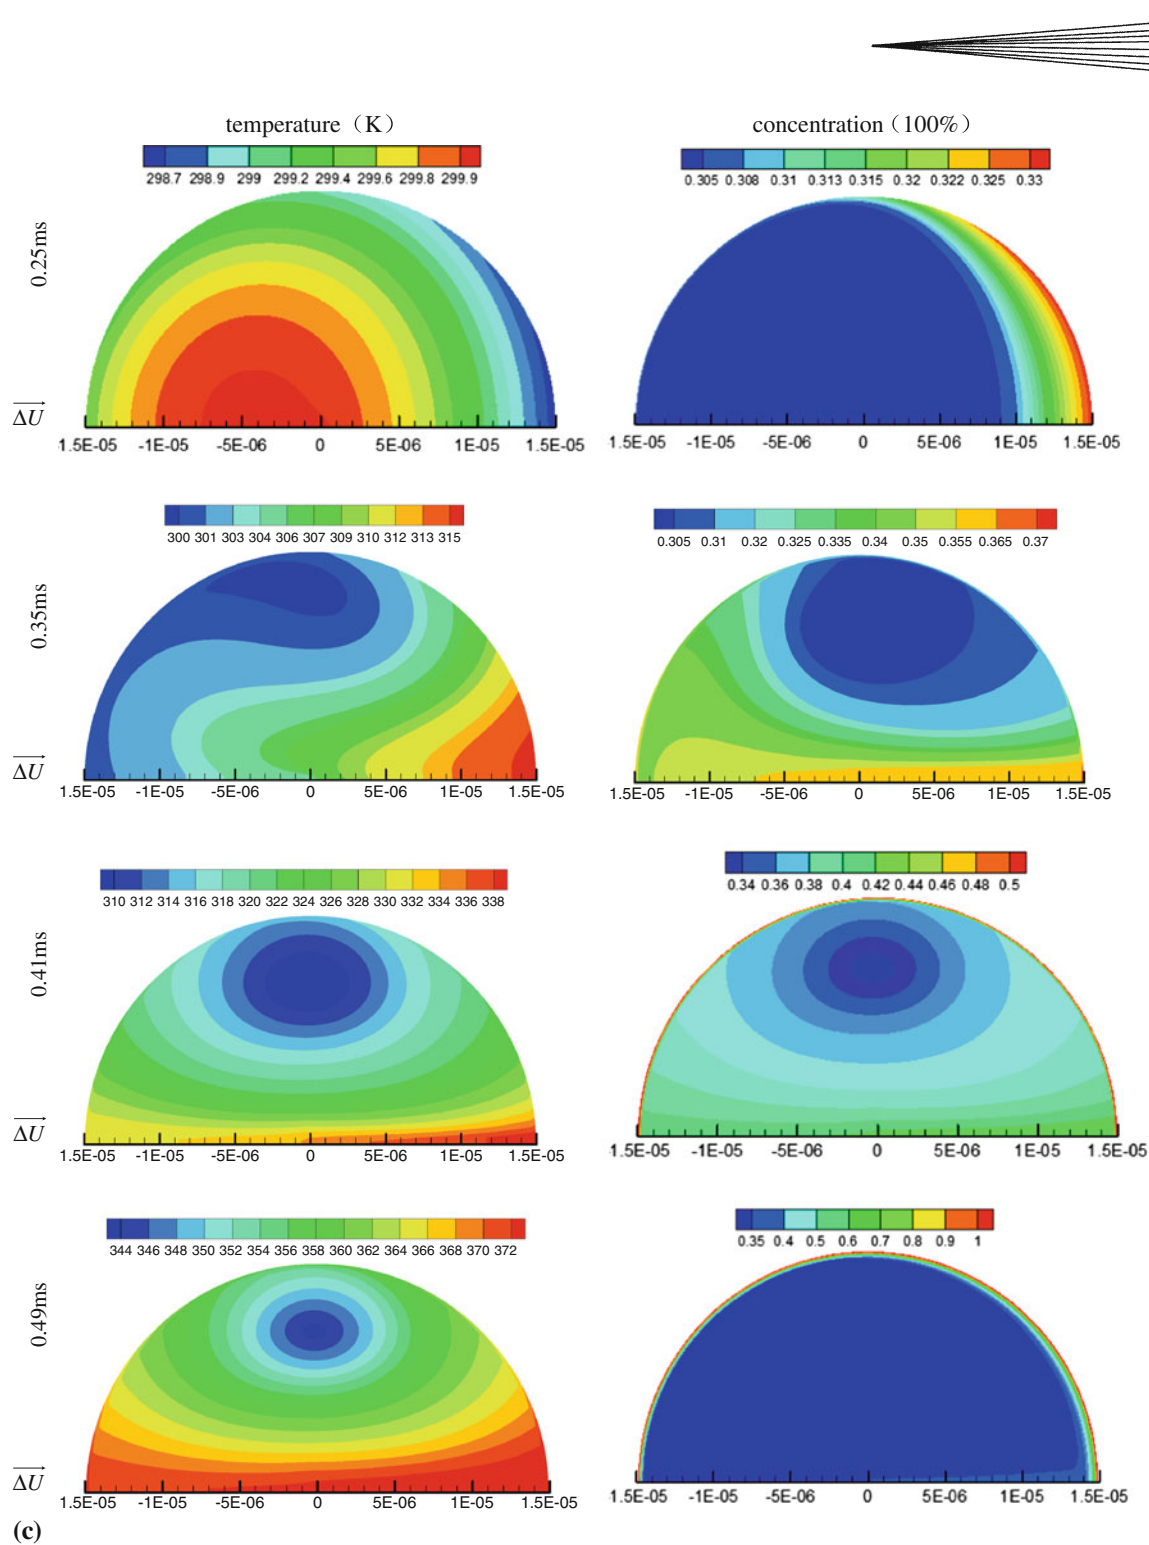 temperature（K）
concentration（100%）
298.7 298.9 299 299.2 299.4 299.6 299.8 299.9
0.305 0.308 0.31 0.313 0.315 0.32 0.322 0.325 0.33
0.25ms
ΔU
1.5E-05 -1E-05 -5E-06 0 5E-06 1E-05 1.5E-05
1.5E-05 -1E-05 -5E-06 0 5E-06 1E-05 1.5E-05
300 301 303 304 306 307 309 310 312 313 315
0.305 0.31 0.32 0.325 0.335 0.34 0.35 0.355 0.365 0.37
0.35ms
ΔU
1.5E-05 -1E-05 -5E-06 0 5E-06 1E-05 1.5E-05
1.5E-05 -1E-05 -5E-06 0 5E-06 1E-05 1.5E-05
310 312 314 316 318 320 322 324 326 328 330 332 334 336 338
0.34 0.36 0.38 0.4 0.42 0.44 0.46 0.48 0.5
0.41ms
ΔU
1.5E-05 -1E-05 -5E-06 0 5E-06 1E-05 1.5E-05
1.5E-05 -1E-05 -5E-06 0 5E-06 1E-05 1.5E-05
344 346 348 350 352 354 356 358 360 362 364 366 368 370 372
0.35 0.4 0.5 0.6 0.7 0.8 0.9 1
0.49ms
ΔU
1.5E-05 -1E-05 -5E-06 0 5E-06 1E-05 1.5E-05
1.5E-05 -1E-05 -5E-06 0 5E-06 1E-05 1.5E-05
(c)